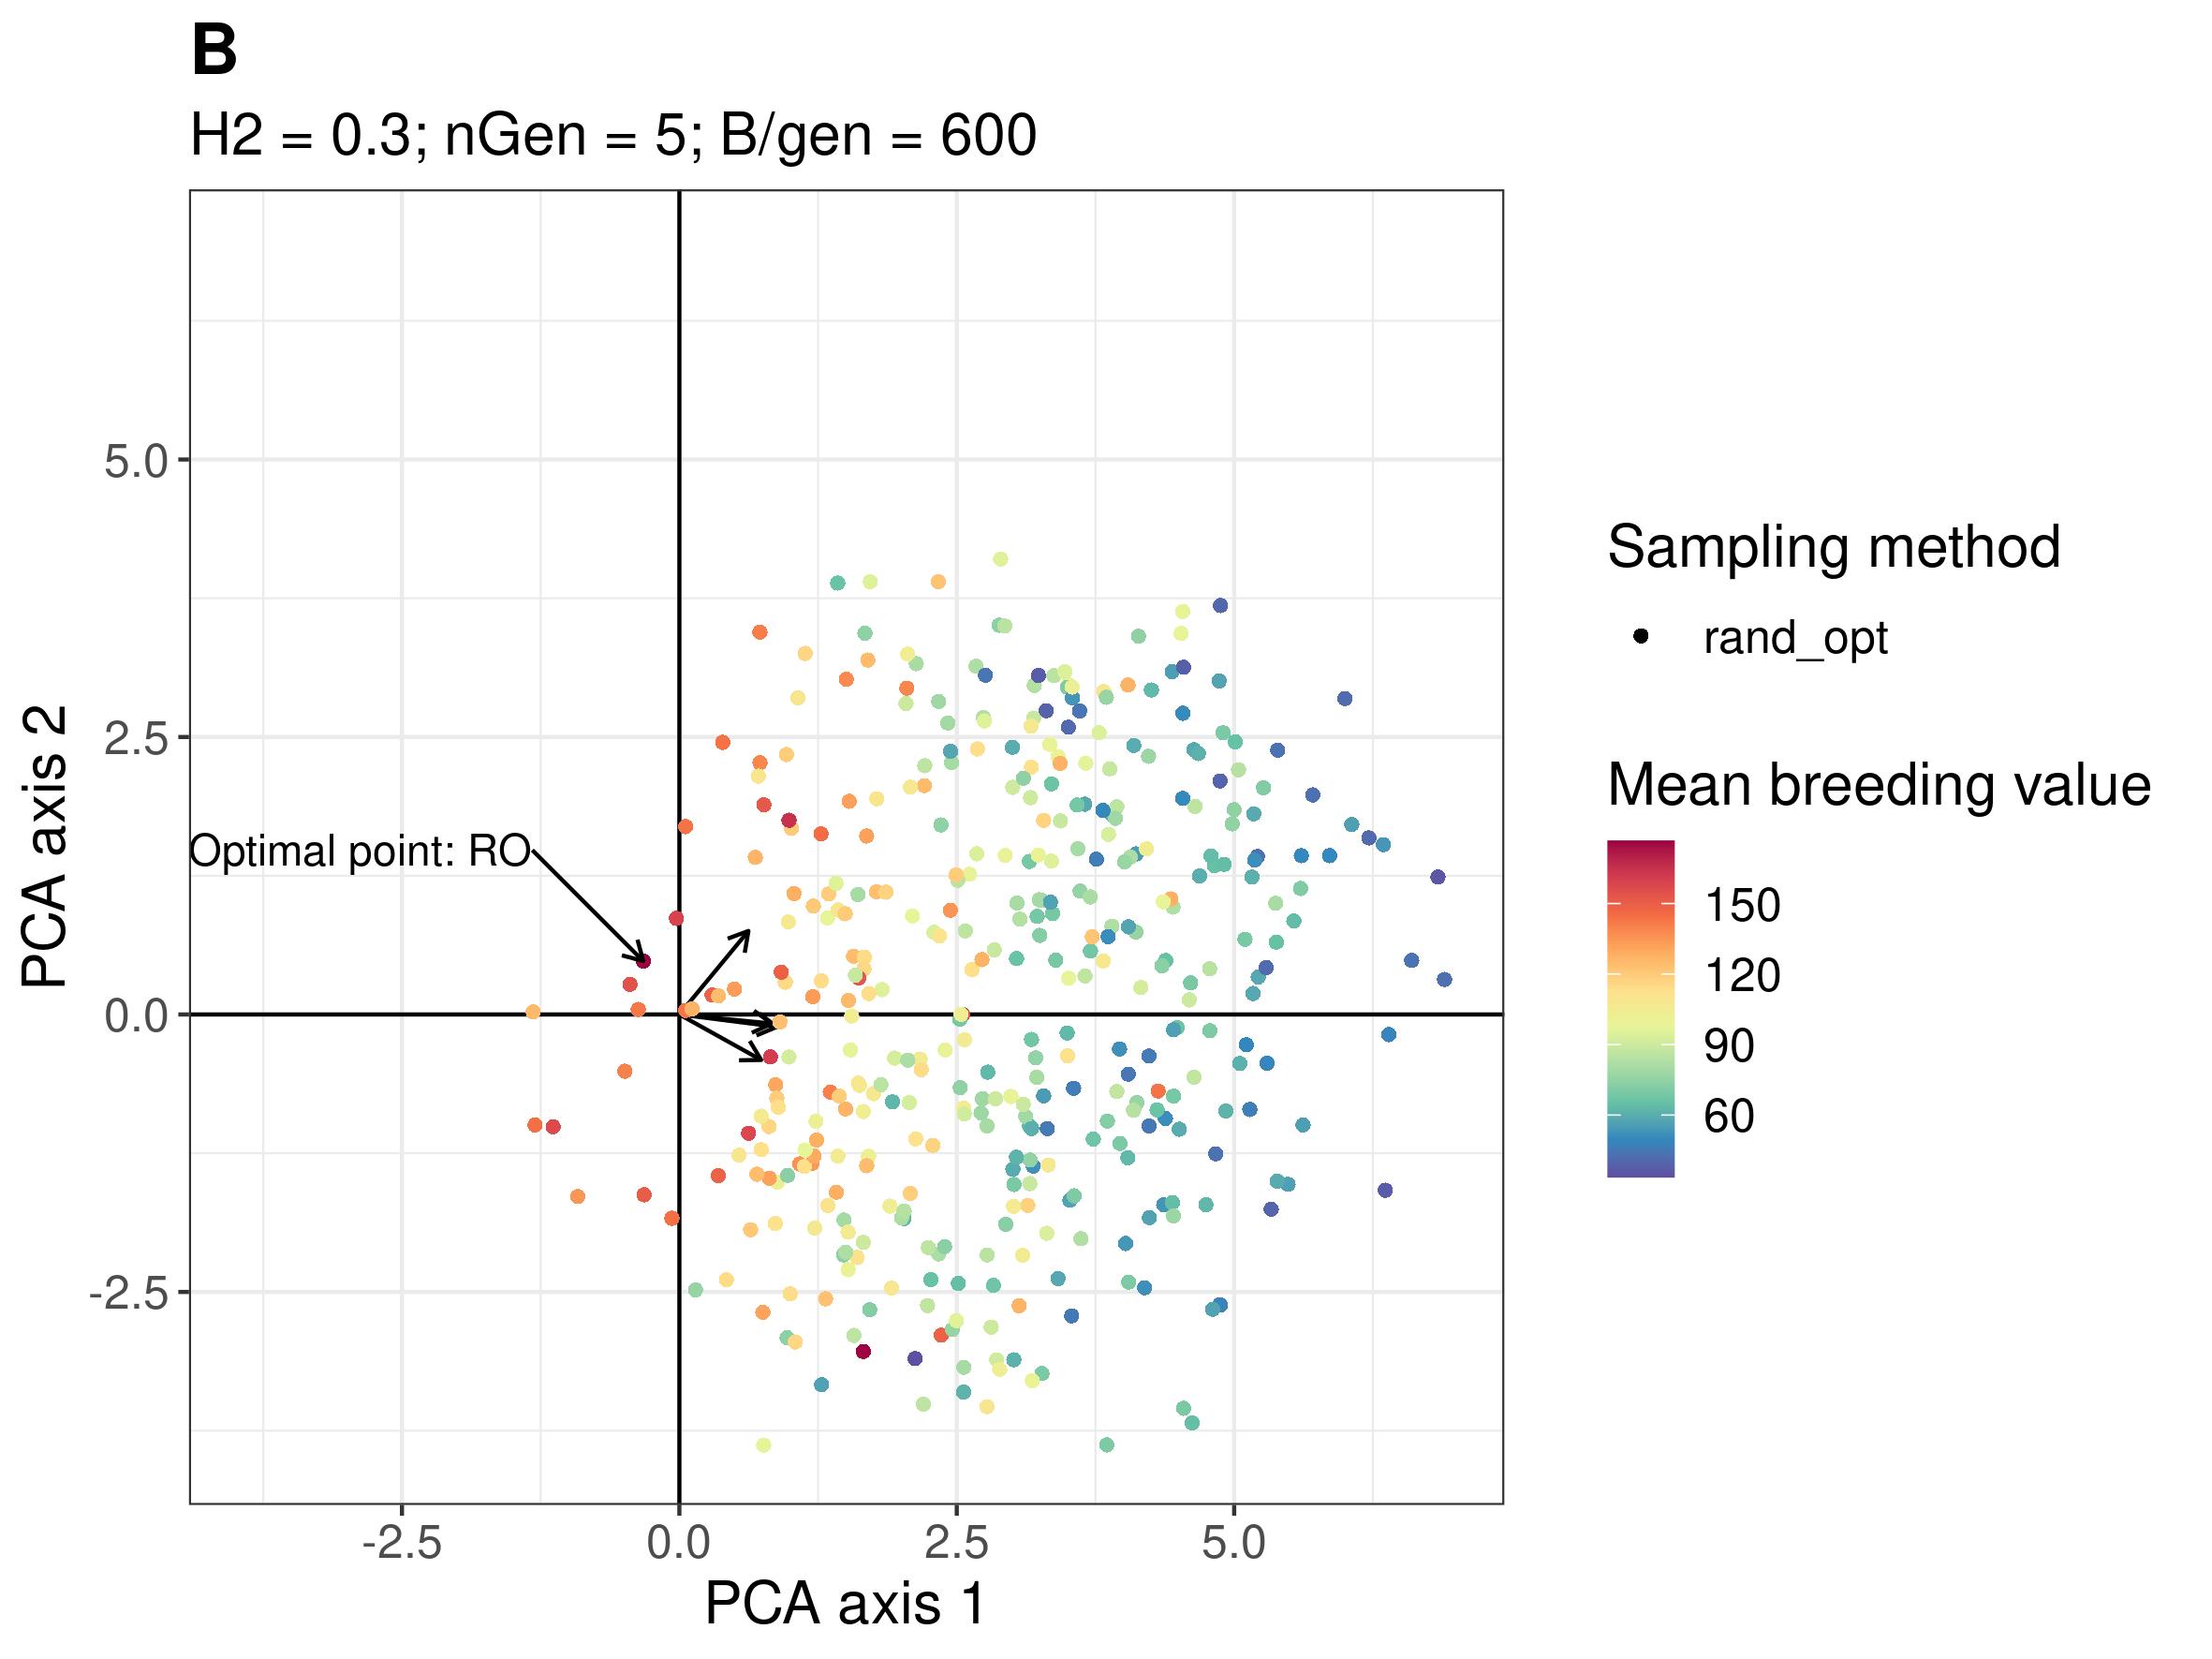 B
H2 = 0.3; nGen = 5; B/gen = 600
PCA axis 2
5.0
2.5
0.0
-2.5
Optimal point: RO
-2.5
0.0
2.5
5.0
PCA axis 1
Sampling method
rand_opt
Mean breeding value
150
120
90
60